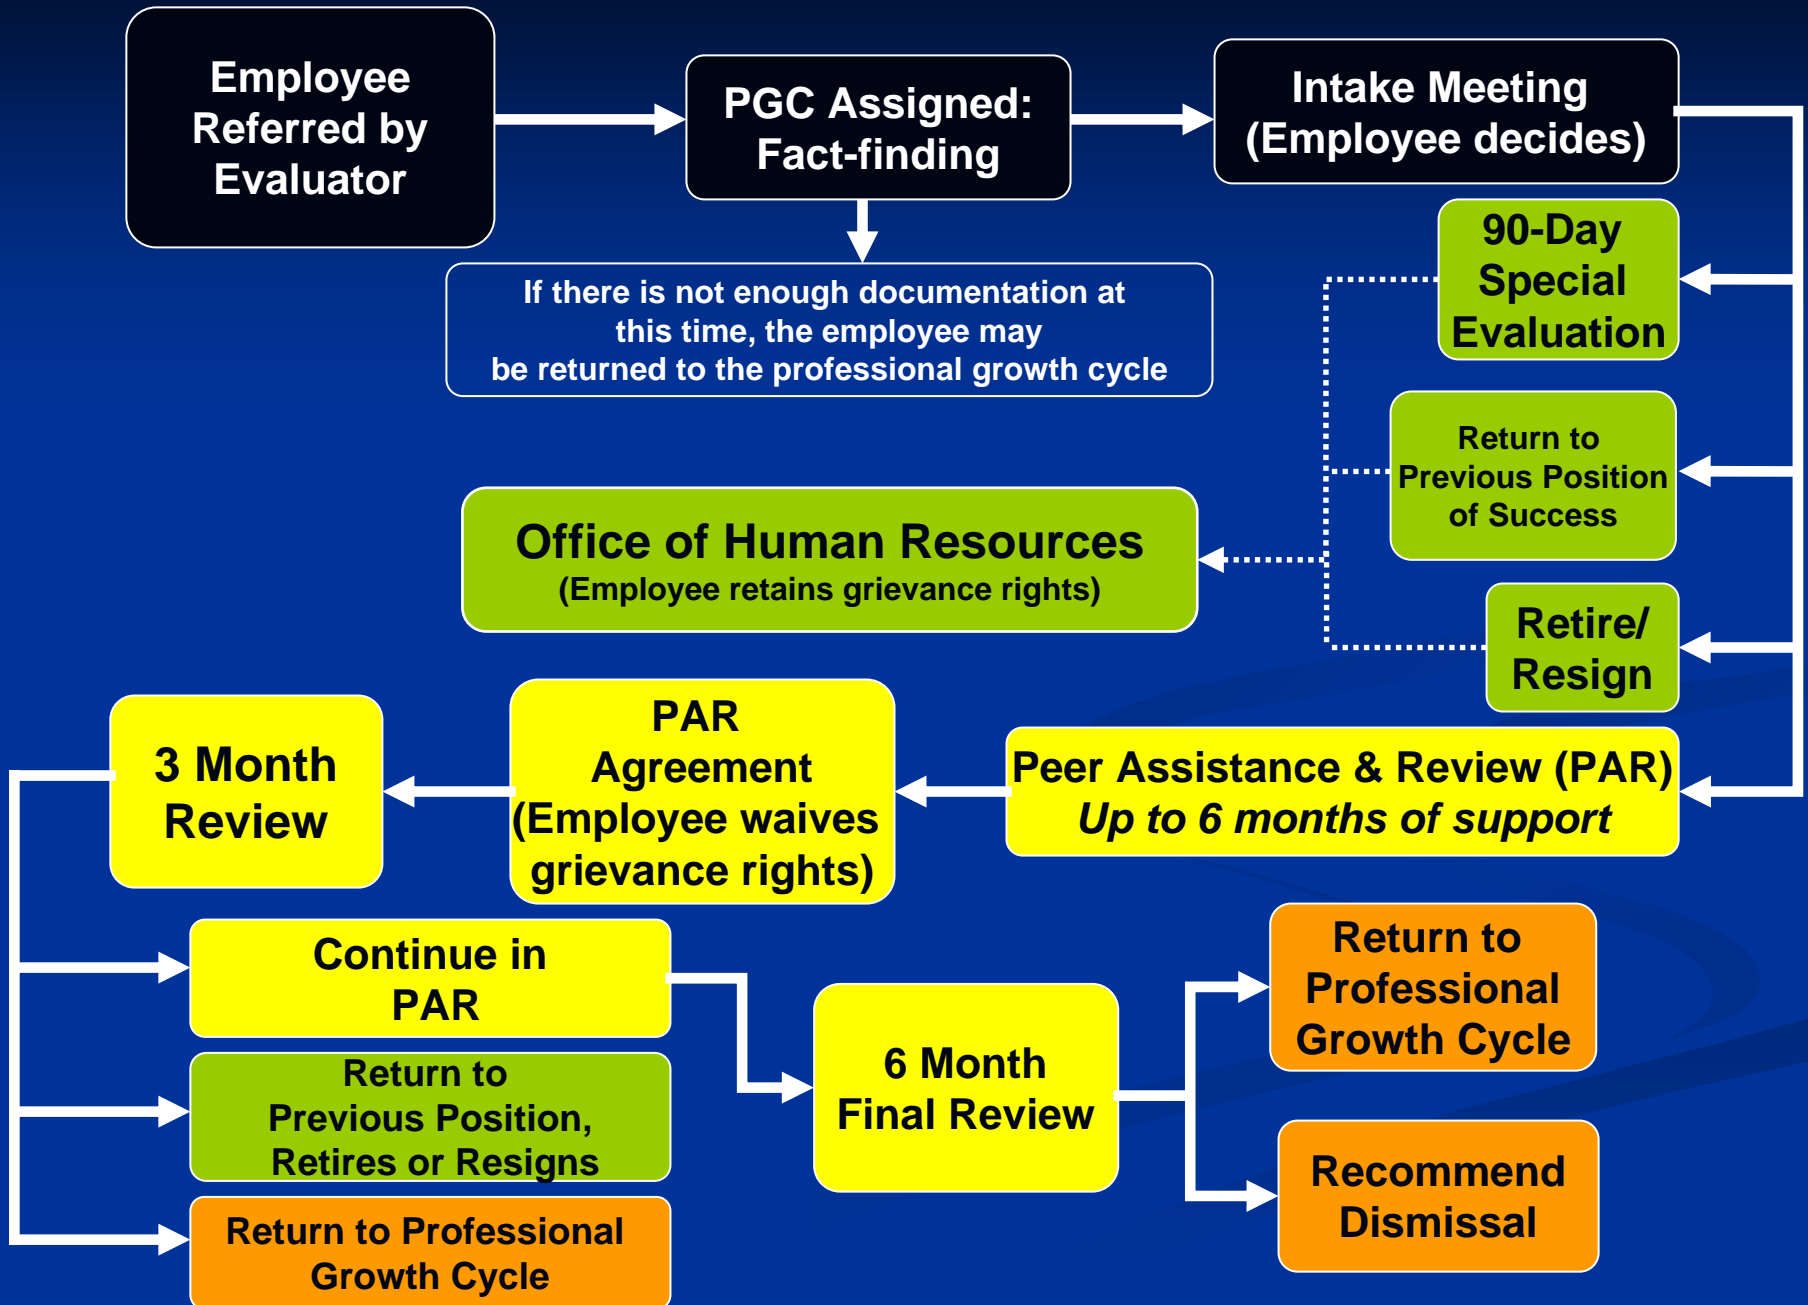 Employee
Referred by
Evaluator
PGC Assigned:
Fact-finding
Intake Meeting
(Employee decides)
If there is not enough documentation at
this time, the employee may
be returned to the professional growth cycle
90-Day
Special
Evaluation
Return to
Previous Position
of Success
Office of Human Resources
(Employee retains grievance rights)
Retire/
Resign
Peer Assistance & Review (PAR)
Up to 6 months of support
PAR
Agreement
(Employee waives
grievance rights)
3 Month
Review
Continue in
PAR
Return to
Previous Position,
Retires or Resigns
Return to Professional
Growth Cycle
6 Month
Final Review
Return to
Professional
Growth Cycle
Recommend
Dismissal